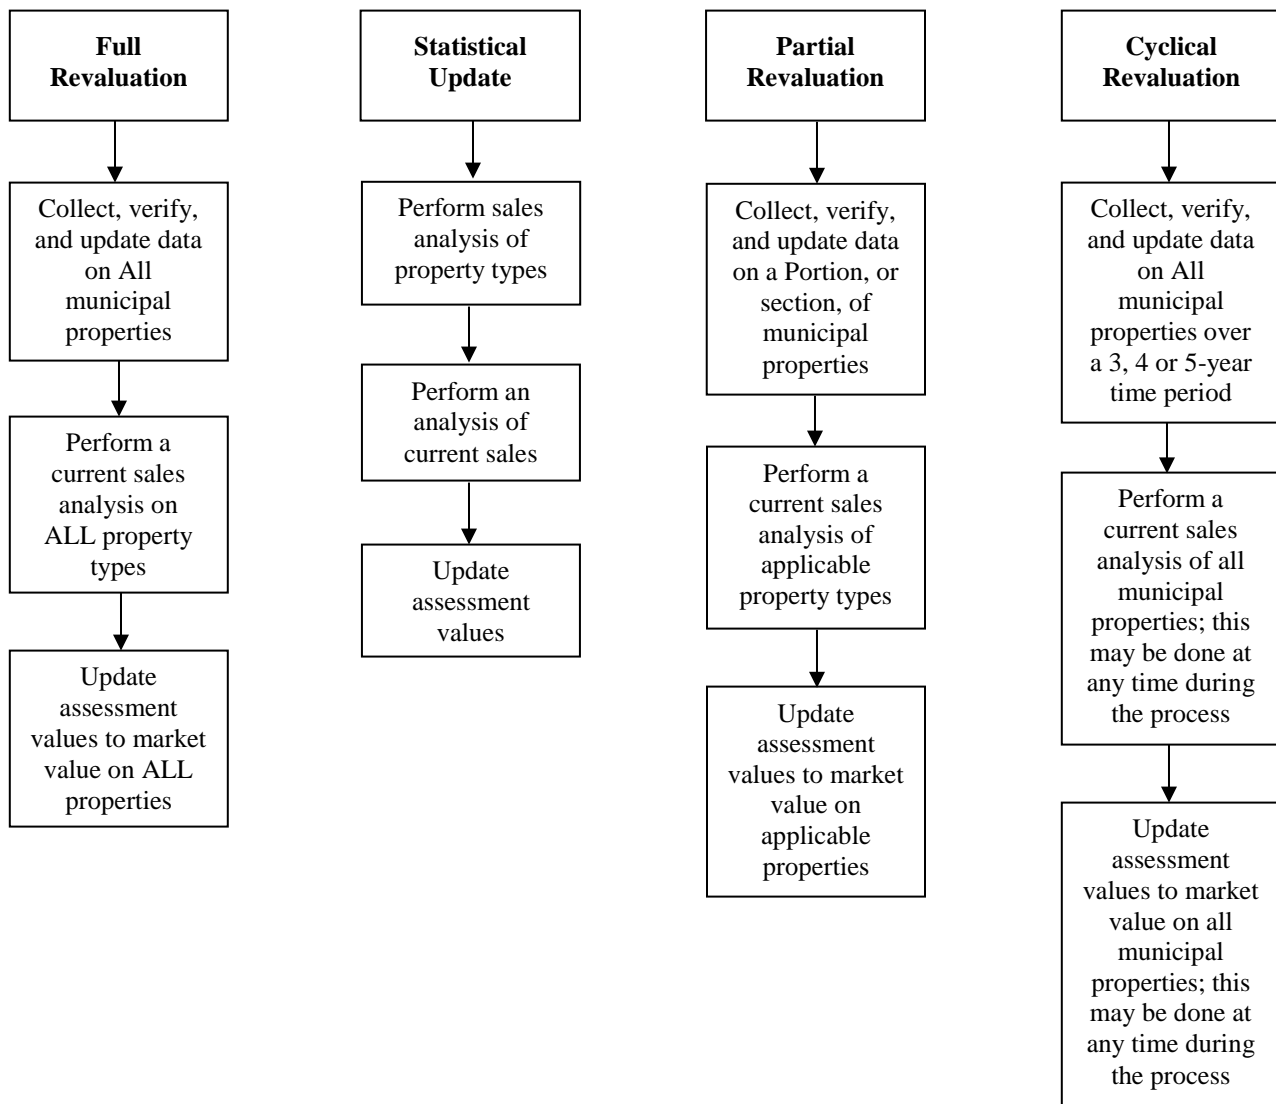 Full
Revaluation
Collect, verify,
and update data
on All
municipal
properties
Perform a
current sales
analysis on
ALL property
types
Update
assessment
values to market
value on ALL
properties
Statistical
Update
Perform sales
analysis of
property types
Perform an
analysis of
current sales
Update
assessment
values
Partial
Revaluation
Collect, verify,
and update data
on a Portion, or
section, of
municipal
properties
Perform a
current sales
analysis of
applicable
property types
Update
assessment
values to market
value on
applicable
properties
Cyclical
Revaluation
Collect, verify,
and update data
on All
municipal
properties over
a 3, 4 or 5-year
time period
Perform a
current sales
analysis of all
municipal
properties; this
may be done at
any time during
the process
Update
assessment
values to market
value on all
municipal
properties; this
may be done at
any time during
the process